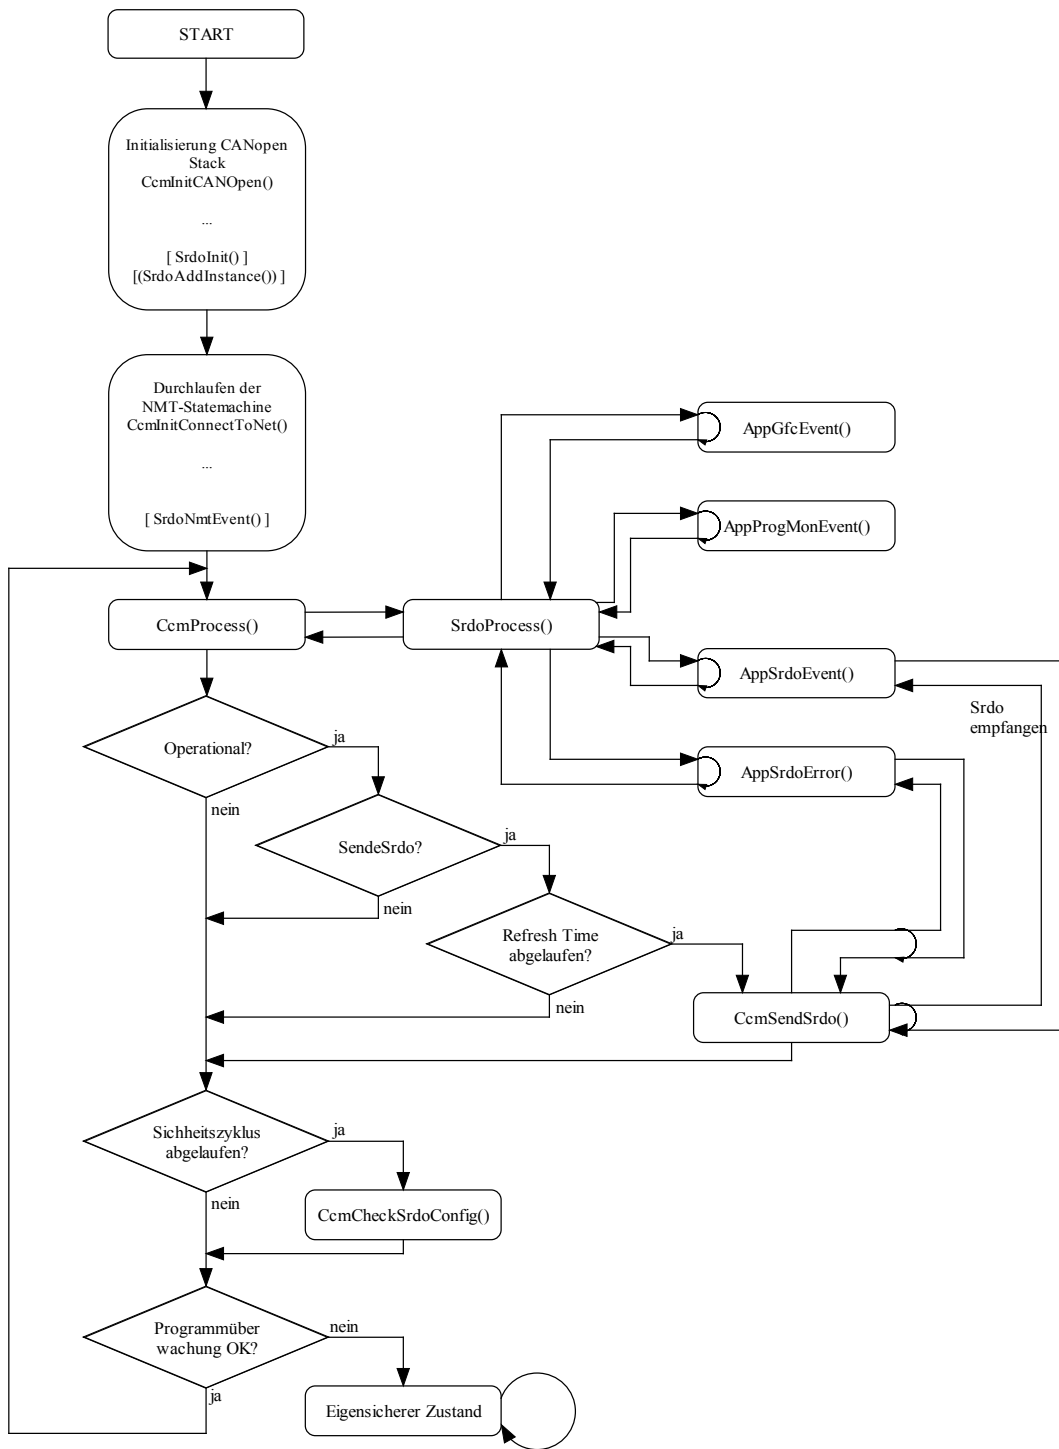 START
Initialisierung CANopen
Stack
CcmInitCANOpen()
...
[ SrdoInit() ]
[(SrdoAddInstance()) ]
Durchlaufen der
NMT-Statemachine
CcmInitConnectToNet()
...
[ SrdoNmtEvent() ]
AppGfcEvent()
AppProgMonEvent()
CcmProcess()
SrdoProcess()
AppSrdoEvent()
Srdo
empfangen
Operational?
ja
nein
AppSrdoError()
SendeSrdo?
ja
nein
Refresh Time
abgelaufen?
ja
nein
CcmSendSrdo()
Sichheitszyklus
abgelaufen?
ja
nein
CcmCheckSrdoConfig()
Programmüber
wachung OK?
nein
ja
Eigensicherer Zustand